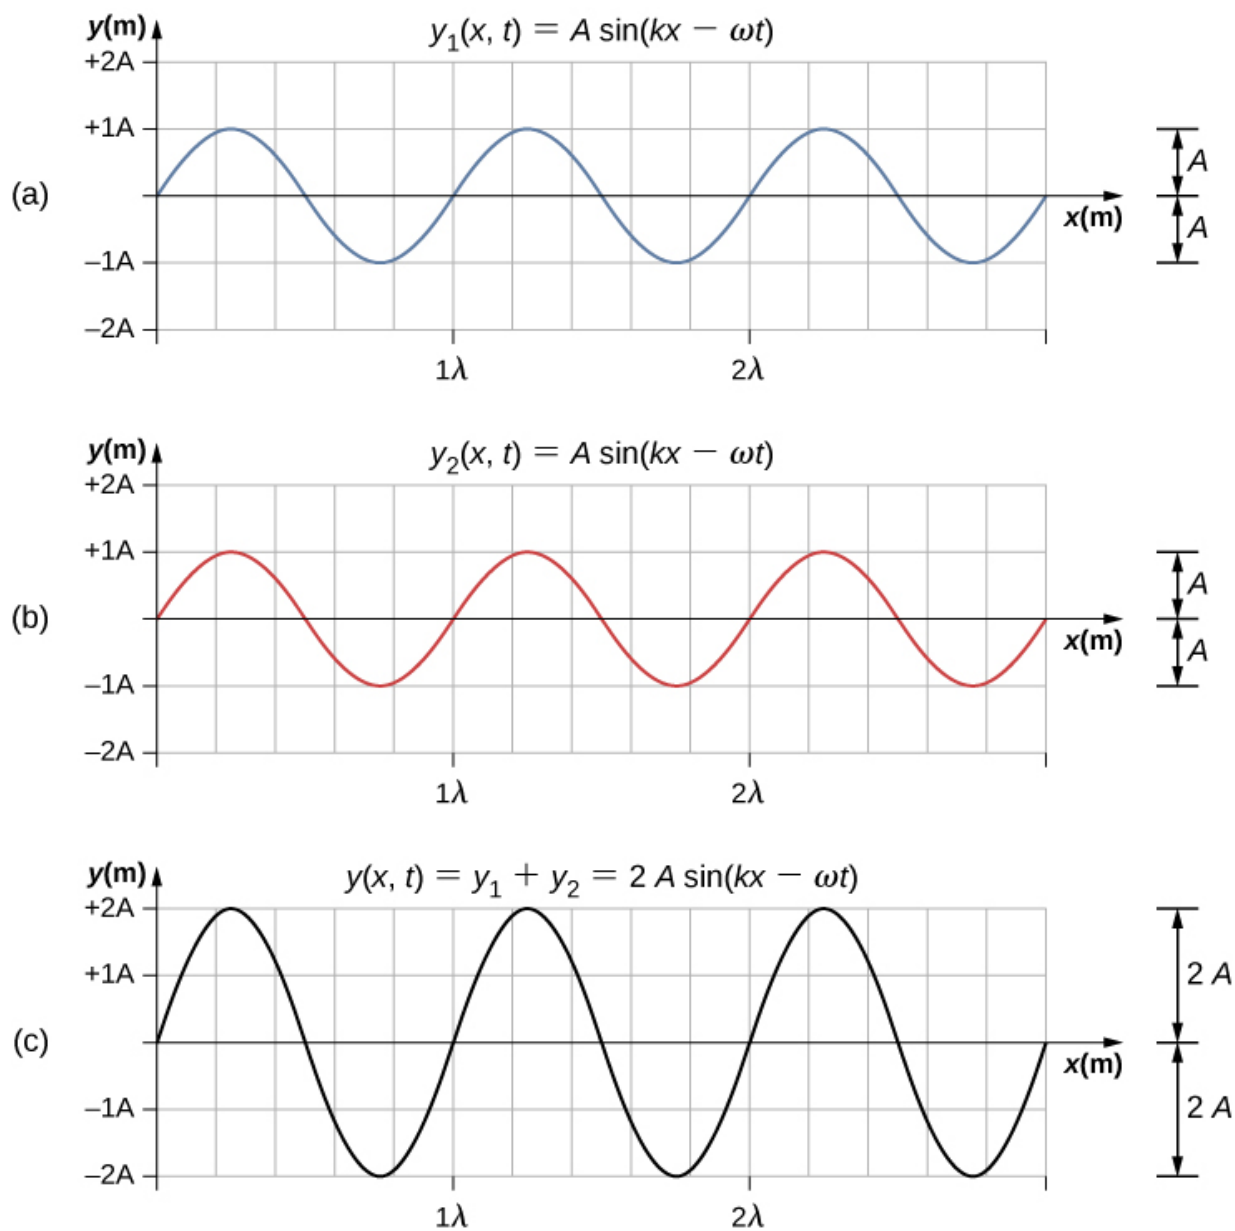 y(m)
y₁(x, t) = A sin(kx − ωt)
+2A
+1A
A
(a)
x(m)
A
–1A
–2A
1λ
2λ
y(m)
y₂(x, t) = A sin(kx − ωt)
+2A
+1A
A
(b)
x(m)
A
–1A
–2A
1λ
2λ
y(m)
y(x, t) = y₁ + y₂ = 2 A sin(kx − ωt)
+2A
+1A
2 A
(c)
x(m)
–1A
2 A
–2A
1λ
2λ